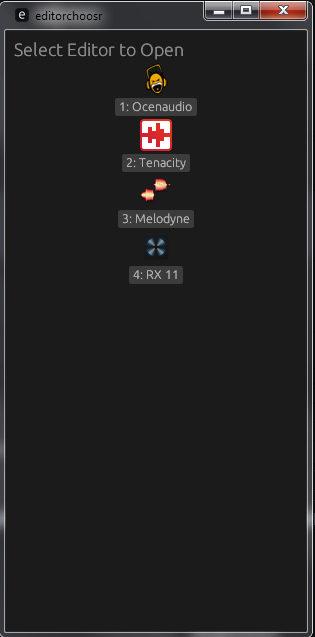 e editorchoosr
Select Editor to Open
1: Ocenaudio
2: Tenacity
3: Melodyne
4: RX 11